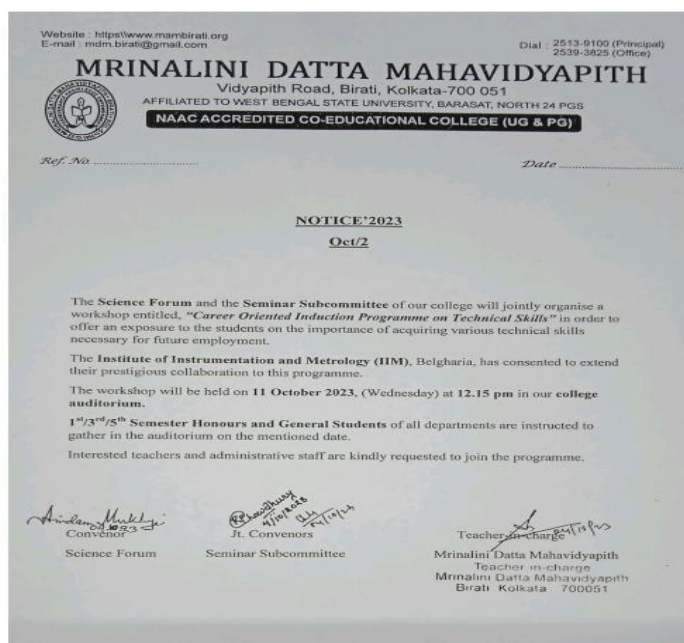 Website : https\\www.mambirati.org
E-mail : mdm.birati@gmail.com
Dial : 2513-9100 (Principal)
2539-3825 (Office)
MRINALINI DATTA MAHAVIDYAPITH
Vidyapith Road, Birati, Kolkata-700 051
AFFILIATED TO WEST BENGAL STATE UNIVERSITY, BARASAT, NORTH 24 PGS
NAAC ACCREDITED CO-EDUCATIONAL COLLEGE (UG & PG)
Ref. No. ................................
Date ................................
NOTICE'2023
Oct/2
The Science Forum and the Seminar Subcommittee of our college will jointly organise a
workshop entitled, "Career Oriented Induction Programme on Technical Skills" in order to
offer an exposure to the students on the importance of acquiring various technical skills
necessary for future employment.
The Institute of Instrumentation and Metrology (IIM), Belgharia, has consented to extend
their prestigious collaboration to this programme.
The workshop will be held on 11 October 2023, (Wednesday) at 12.15 pm in our college
auditorium.
1st/3rd/5th Semester Honours and General Students of all departments are instructed to
gather in the auditorium on the mentioned date.
Interested teachers and administrative staff are kindly requested to join the programme.
4/10/2023
04/10/23
Convenor
Jt. Convenors
Teacher-in-charge
Science Forum
Seminar Subcommittee
Mrinalini Datta Mahavidyapith
Teacher in-charge
Mrinalini Datta Mahavidyapith
Birati Kolkata 700051